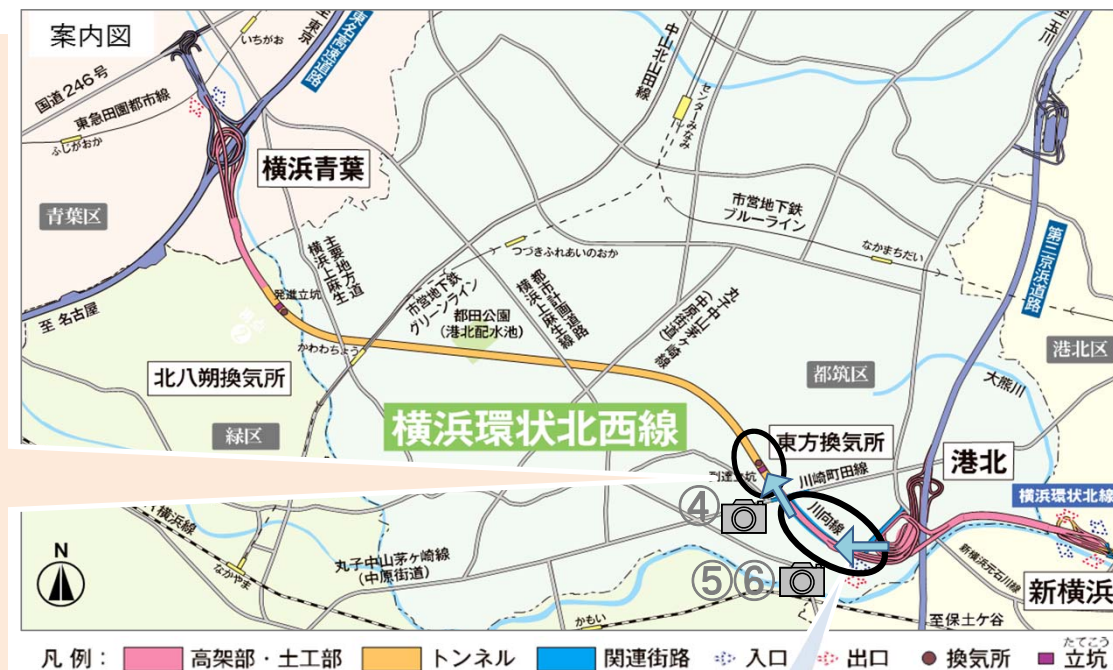 案内図
至 東京
東名高速道路
いちがお
国道246号
東急田園都市線
ふじがおか
横浜青葉
青葉区
至 名古屋
発進立坑
主要地方道
横浜上麻生
かわわちょう
北八朔換気所
緑区
中山北山田線
センターみなみ
至 玉川
第三京浜道路
市営地下鉄
ブルーライン
なかまちだい
つづきふれあいのおか
市営地下鉄
グリーンライン
都田公園
(港北配水池)
都市計画道路
横浜上麻生線
丸子中山茅ヶ崎線
(中原街道)
都筑区
港北区
大熊川
横浜環状北西線
東方換気所
到達立坑
川崎町田線
港北
川向線
横浜環状北線
④
⑤⑥
新横浜元石川線
新横浜
至保土ケ谷
横浜線
なかやま
丸子中山茅ヶ崎線
(中原街道)
かもい
N
凡 例 :
高架部・土工部
トンネル
関連街路
入口
出口
換気所
たてこう
立坑